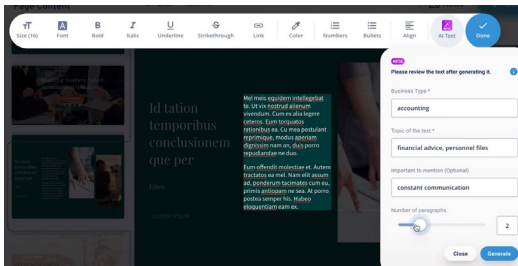 Page Content
Size (16)
Font
Bold
Italic
Underline
Strikethrough
Link
Color
Numbers
Bullets
Align
AI Text
Done
Id tation
temporibus
conclusionem
que per
Mel meis equidem intellegebat
te. Ut vix nostrud alienum
vivendum. Cum ex alia legere
ceteros. Eum torquatos
rationibus ea. Cu mea postulant
reprimique, modus aperiam
dignissim nam an, duis porro
repudiandae ne duo.
Eum offendit molestiae et. Autem
tractatos ea mel. Nam elit assum
ad, ponderum tacimates cum eu,
primis antiopam ne sea. At porro
postea semper his. Habeo
eloquentiam eam ex.
BETA
Please review the text after generating it.
Business Type *
accounting
Topic of the text *
financial advice, personnel files
Important to mention (Optional)
constant communication
Number of paragraphs
2
Close
Generate